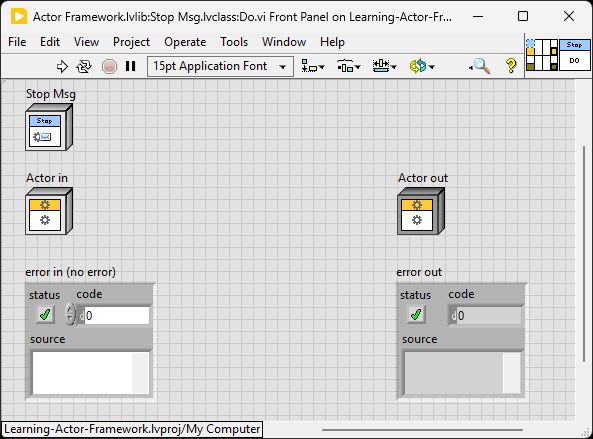 Actor Framework.lvlib:Stop Msg.lvclass:Do.vi Front Panel on Learning-Actor-Fr...
File Edit View Project Operate Tools Window Help
15pt Application Font
?
Stop
DO
Stop Msg
Stop
Actor in
Actor out
error in (no error)
error out
status code
d 0
source
status code
d 0
source
Learning-Actor-Framework.lvproj/My Computer